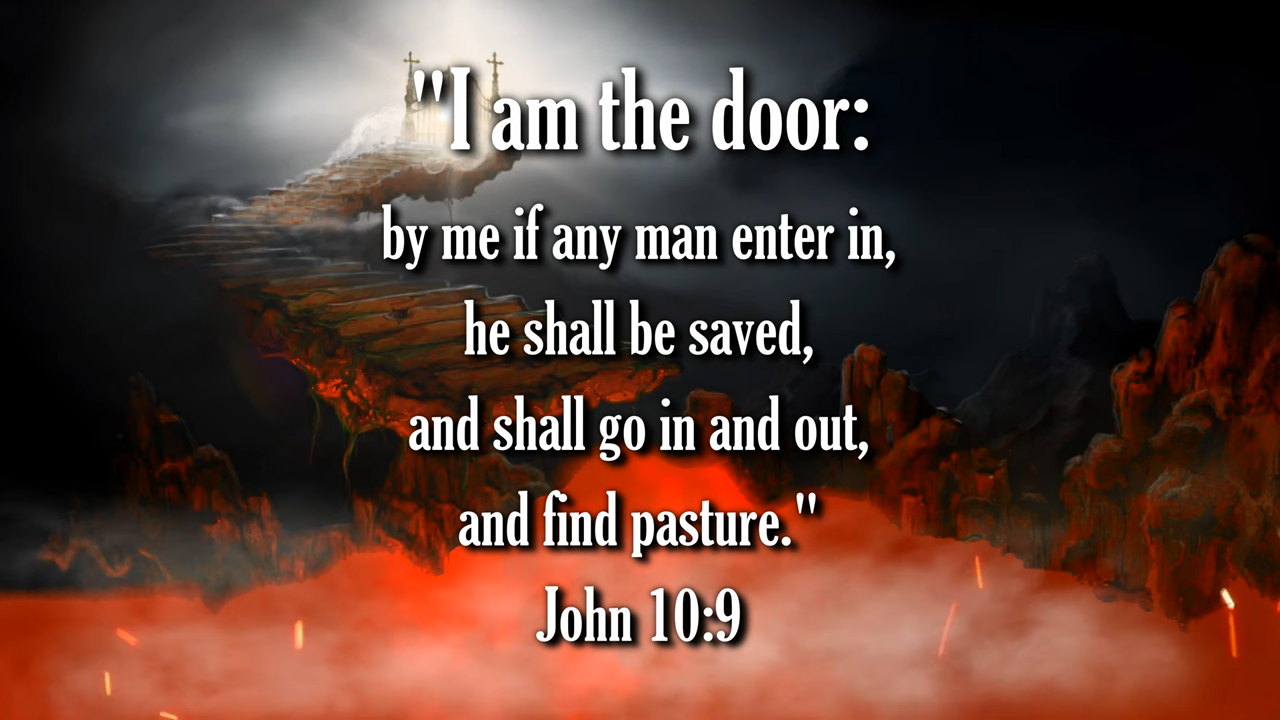 "I am the door:
by me if any man enter in,
he shall be saved,
and shall go in and out,
and find pasture."
John 10:9